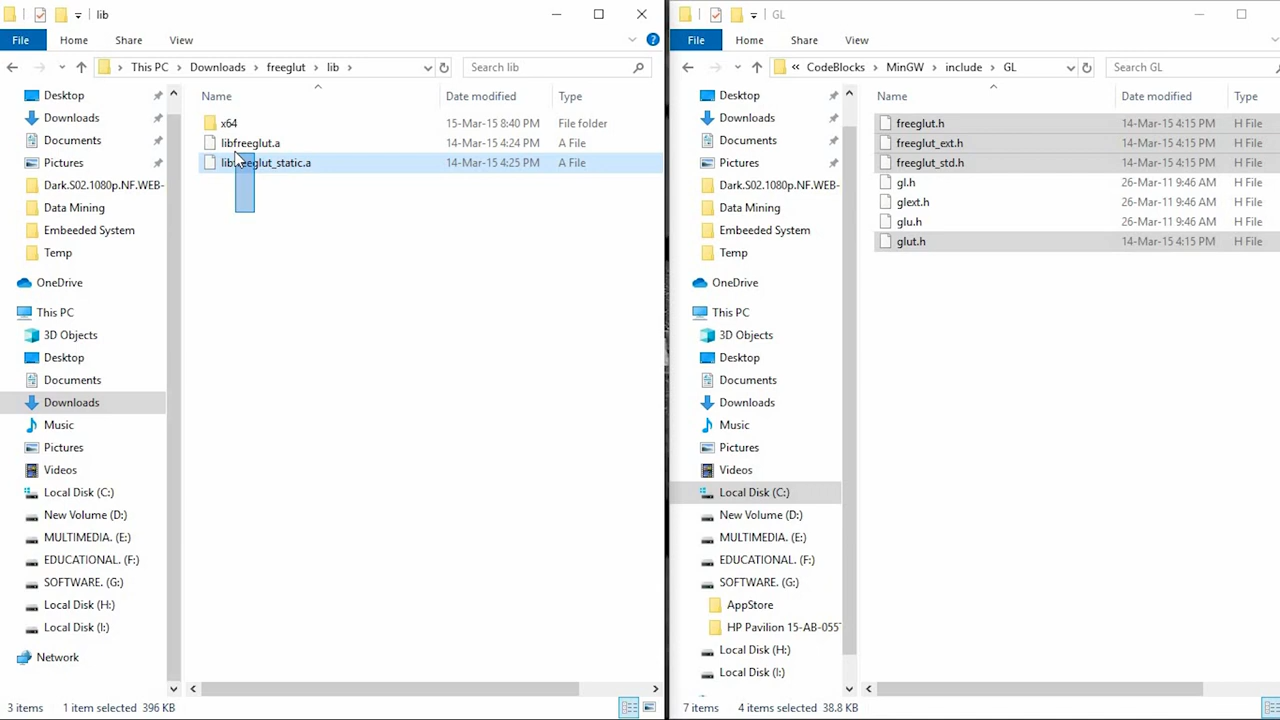 lib
File
Home
Share
View
This PC
Downloads
freeglut
lib
Search lib
Name
Date modified
Type
Desktop
Downloads
Documents
Pictures
Dark.S02.1080p.NF.WEB-
Data Mining
Embeeded System
Temp
OneDrive
This PC
3D Objects
Desktop
Documents
Downloads
Music
Pictures
Videos
Local Disk (C:)
New Volume (D:)
MULTIMEDIA. (E:)
EDUCATIONAL. (F:)
SOFTWARE. (G:)
Local Disk (H:)
Local Disk (I:)
Network
x64 15-Mar-15 8:40 PM File folder
libfreeglut.a 14-Mar-15 4:24 PM A File
libfreeglut_static.a 14-Mar-15 4:25 PM A File
3 items 1 item selected 396 KB
GL
File
Home
Share
View
« CodeBlocks
MinGW
include
GL
Search GL
Name
Date modified
Type
Desktop
Downloads
Documents
Pictures
Dark.S02.1080p.NF.WEB-
Data Mining
Embeeded System
Temp
OneDrive
This PC
3D Objects
Desktop
Documents
Downloads
Music
Pictures
Videos
Local Disk (C:)
New Volume (D:)
MULTIMEDIA. (E:)
EDUCATIONAL. (F:)
SOFTWARE. (G:)
AppStore
HP Pavilion 15-AB-055T
Local Disk (H:)
Local Disk (I:)
freeglut.h 14-Mar-15 4:15 PM H File
freeglut_ext.h 14-Mar-15 4:15 PM H File
freeglut_std.h 14-Mar-15 4:15 PM H File
gl.h 26-Mar-11 9:46 AM H File
glext.h 26-Mar-11 9:46 AM H File
glu.h 26-Mar-11 9:46 AM H File
glut.h 14-Mar-15 4:15 PM H File
7 items 4 items selected 38.8 KB